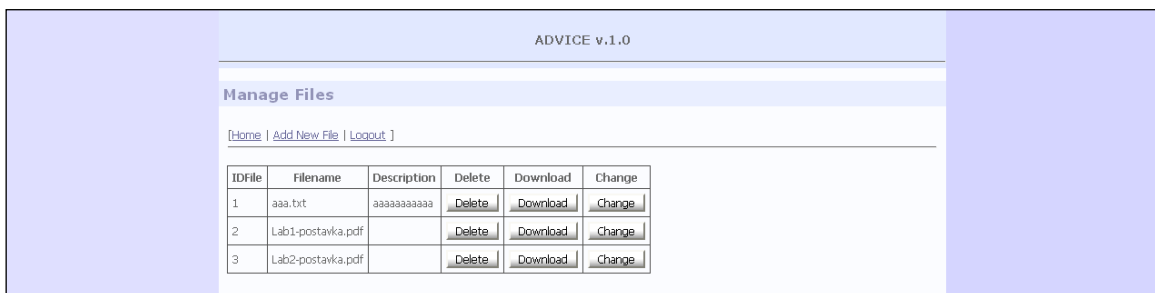 ADVICE v.1.0
Manage Files
[Home | Add New File | Logout ]
IDFile Filename Description Delete Download Change
1 aaa.txt aaaaaaaaaaa Delete Download Change
2 Lab1-postavka.pdf Delete Download Change
3 Lab2-postavka.pdf Delete Download Change